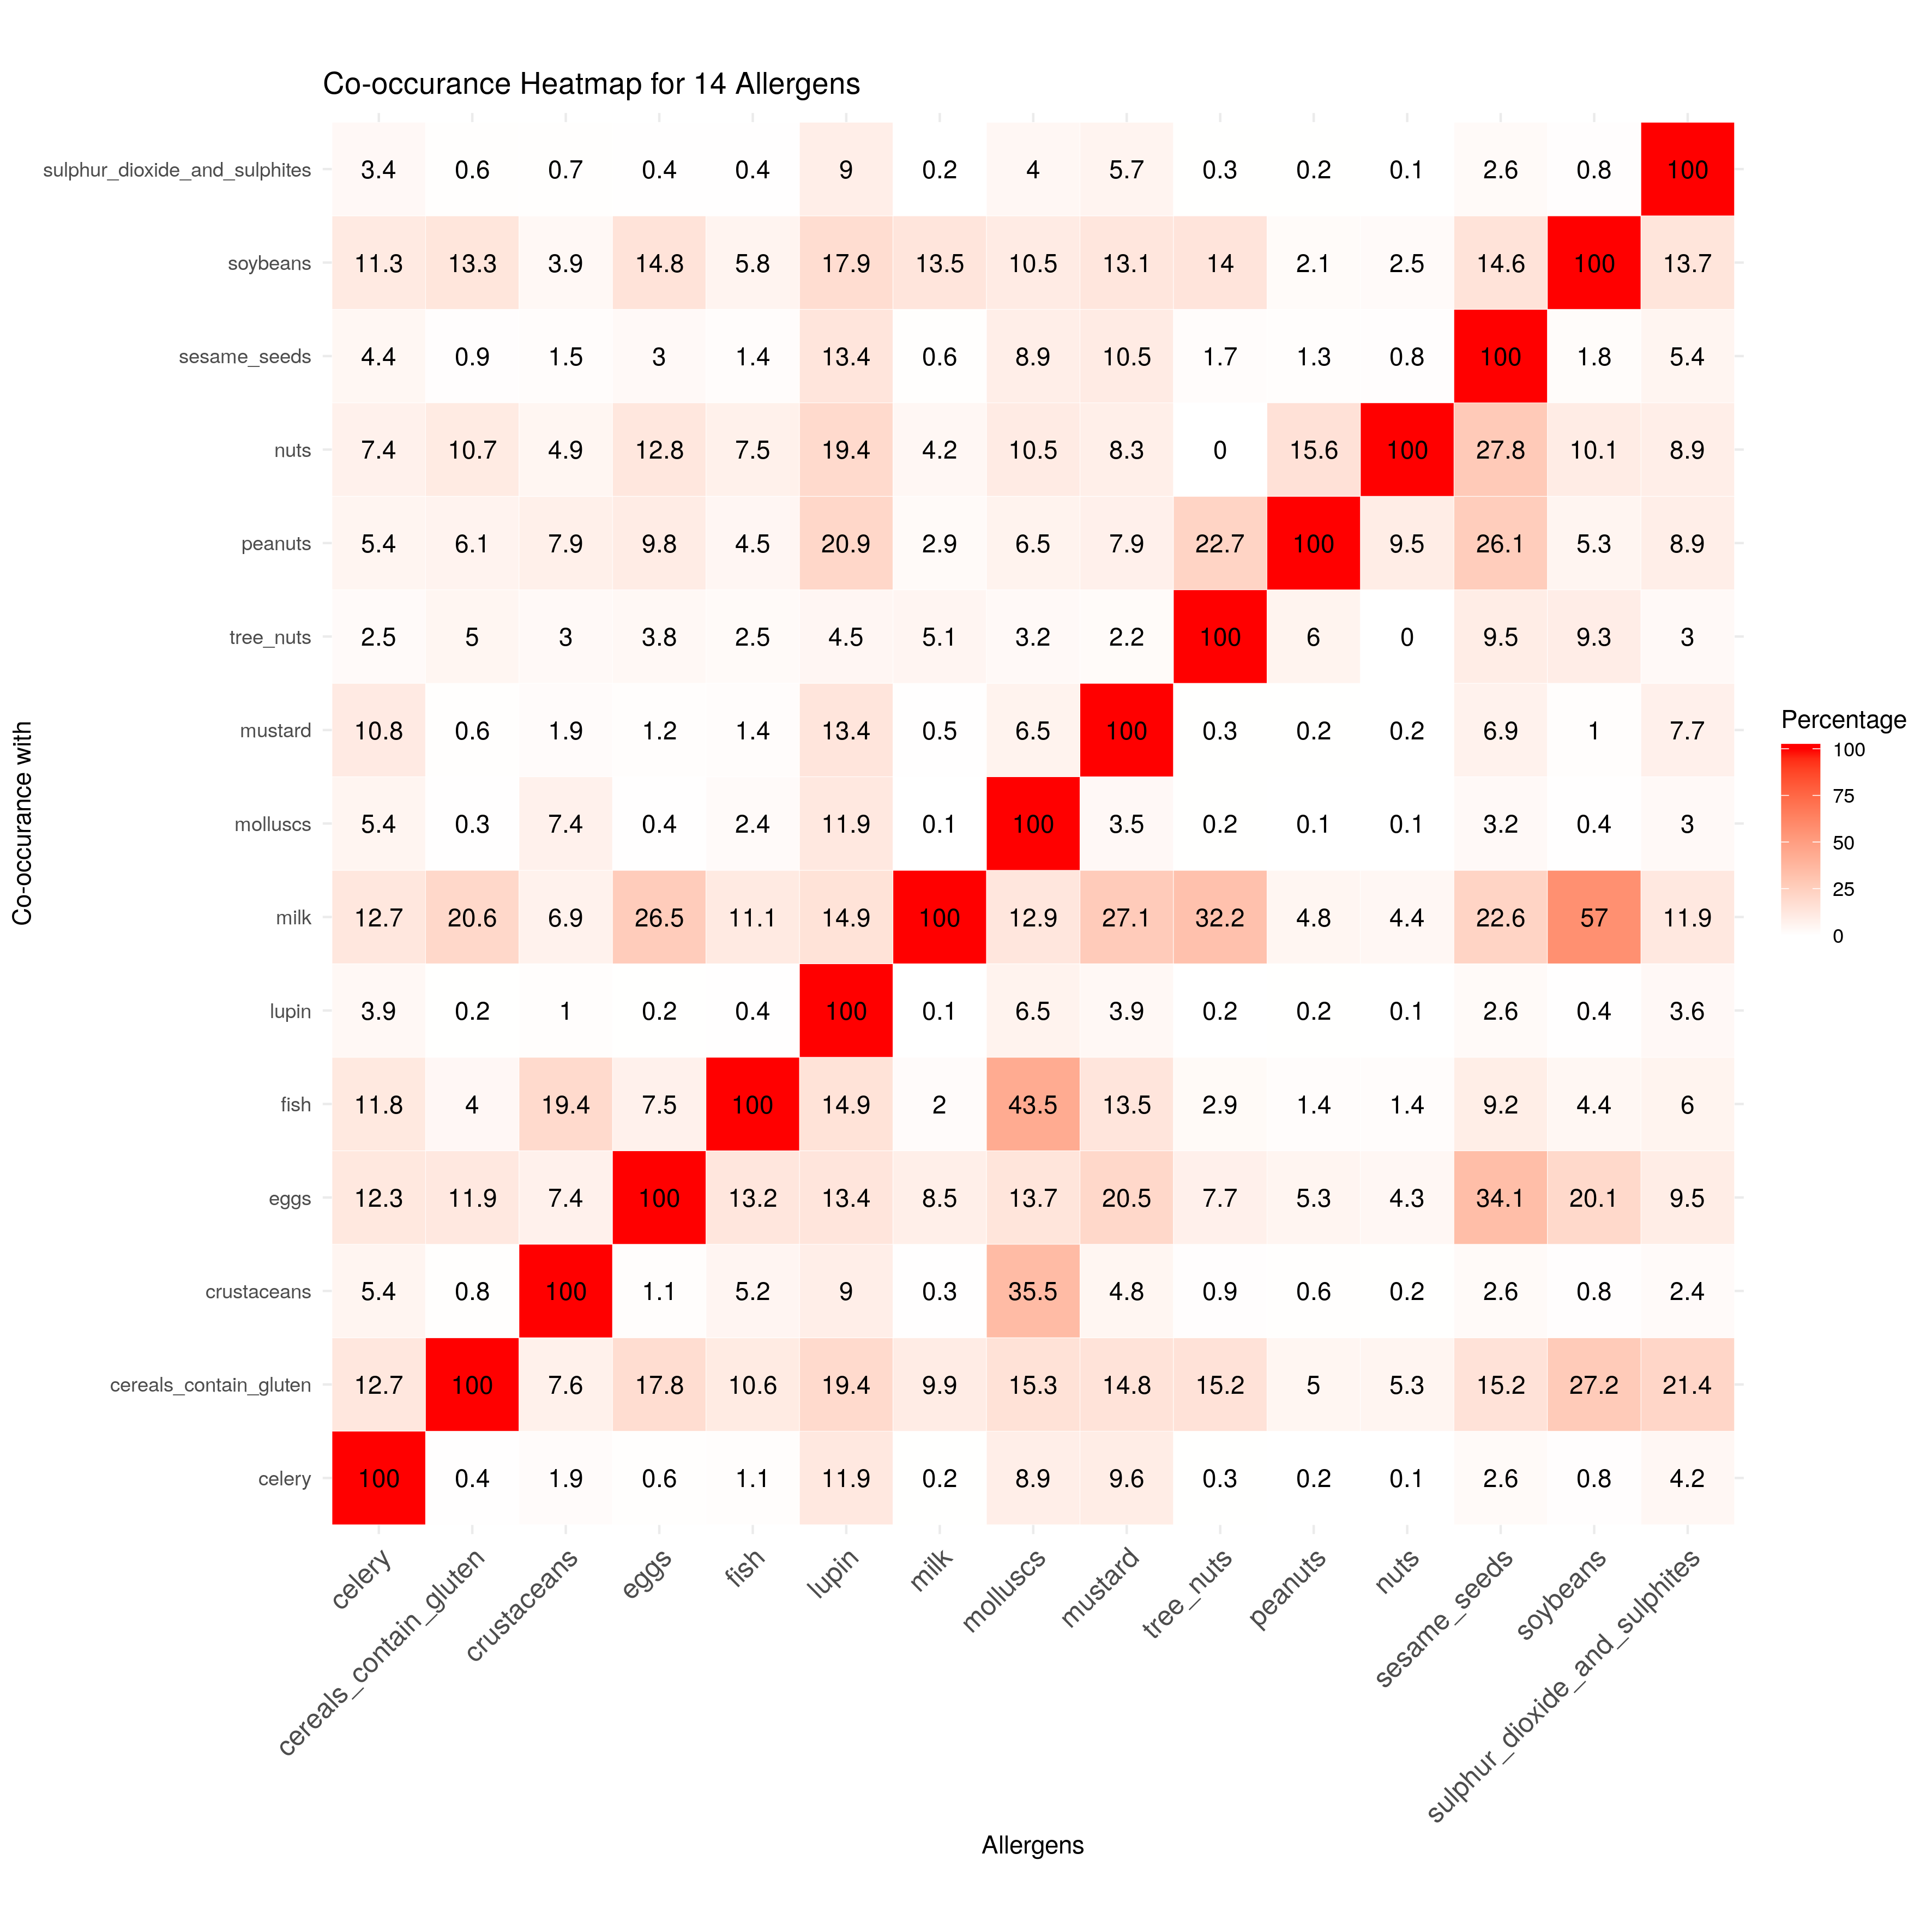 Co-occurance Heatmap for 14 Allergens
sulphur_dioxide_and_sulphites 3.4 0.6 0.7 0.4 0.4 9 0.2 4 5.7 0.3 0.2 0.1 2.6 0.8 100
soybeans 11.3 13.3 3.9 14.8 5.8 17.9 13.5 10.5 13.1 14 2.1 2.5 14.6 100 13.7
sesame_seeds 4.4 0.9 1.5 3 1.4 13.4 0.6 8.9 10.5 1.7 1.3 0.8 100 1.8 5.4
nuts 7.4 10.7 4.9 12.8 7.5 19.4 4.2 10.5 8.3 0 15.6 100 27.8 10.1 8.9
peanuts 5.4 6.1 7.9 9.8 4.5 20.9 2.9 6.5 7.9 22.7 100 9.5 26.1 5.3 8.9
tree_nuts 2.5 5 3 3.8 2.5 4.5 5.1 3.2 2.2 100 6 0 9.5 9.3 3
mustard 10.8 0.6 1.9 1.2 1.4 13.4 0.5 6.5 100 0.3 0.2 0.2 6.9 1 7.7
molluscs 5.4 0.3 7.4 0.4 2.4 11.9 0.1 100 3.5 0.2 0.1 0.1 3.2 0.4 3
milk 12.7 20.6 6.9 26.5 11.1 14.9 100 12.9 27.1 32.2 4.8 4.4 22.6 57 11.9
lupin 3.9 0.2 1 0.2 0.4 100 0.1 6.5 3.9 0.2 0.2 0.1 2.6 0.4 3.6
fish 11.8 4 19.4 7.5 100 14.9 2 43.5 13.5 2.9 1.4 1.4 9.2 4.4 6
eggs 12.3 11.9 7.4 100 13.2 13.4 8.5 13.7 20.5 7.7 5.3 4.3 34.1 20.1 9.5
crustaceans 5.4 0.8 100 1.1 5.2 9 0.3 35.5 4.8 0.9 0.6 0.2 2.6 0.8 2.4
cereals_contain_gluten 12.7 100 7.6 17.8 10.6 19.4 9.9 15.3 14.8 15.2 5 5.3 15.2 27.2 21.4
celery 100 0.4 1.9 0.6 1.1 11.9 0.2 8.9 9.6 0.3 0.2 0.1 2.6 0.8 4.2
celery cereals_contain_gluten crustaceans eggs fish lupin milk molluscs mustard tree_nuts peanuts nuts sesame_seeds soybeans sulphur_dioxide_and_sulphites
Allergens
Co-occurance with
Percentage
100
75
50
25
0